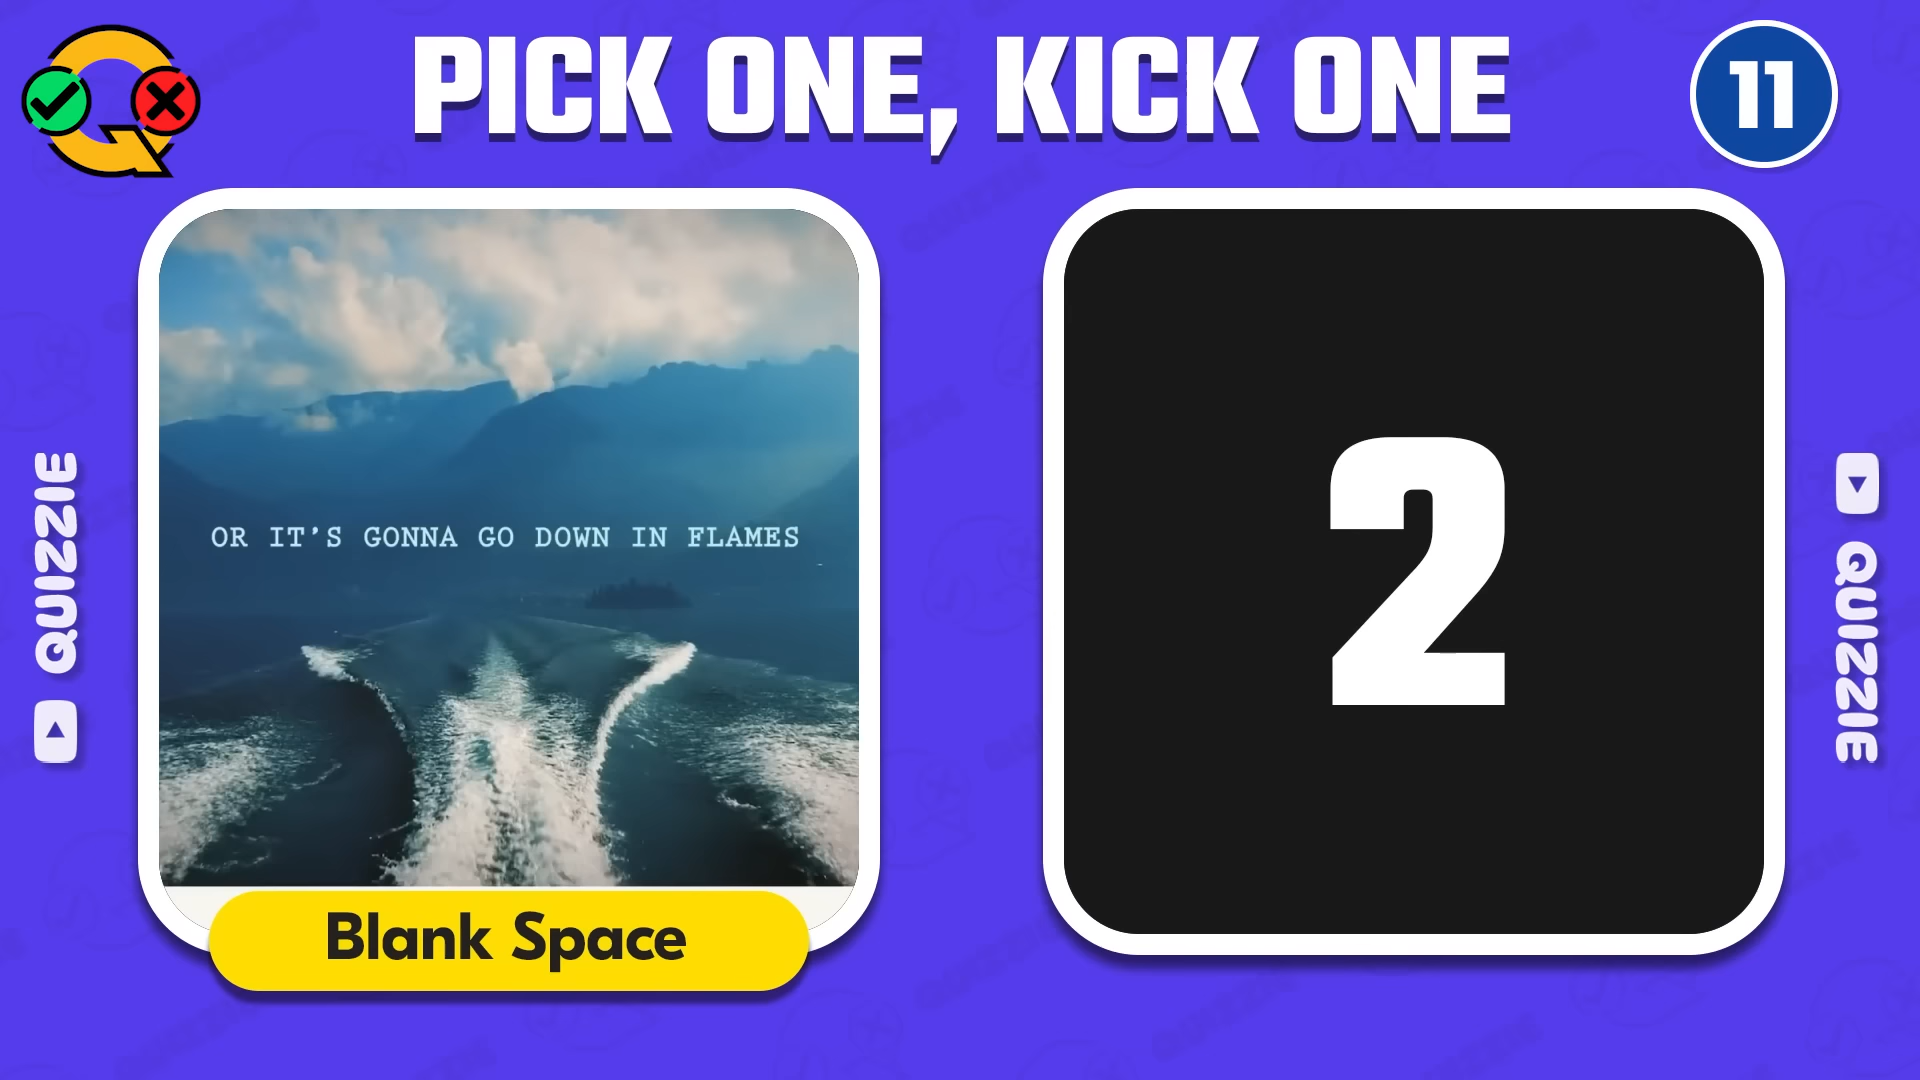 PICK ONE, KICK ONE
11
OR IT'S GONNA GO DOWN IN FLAMES
2
Blank Space
QUIZZIE
QUIZZIE